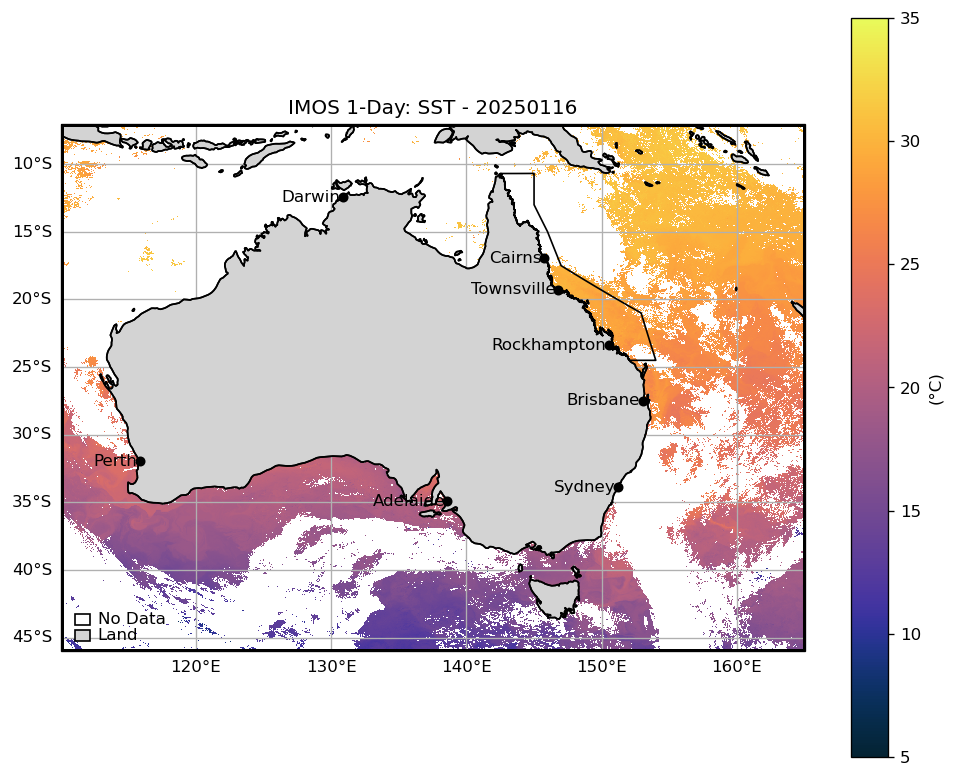 IMOS 1-Day: SST - 20250116
35
30
25
20
15
10
5
(°C)
10°S
15°S
20°S
25°S
30°S
35°S
40°S
45°S
Darwin
Cairns
Townsville
Rockhampton
Brisbane
Perth
Sydney
Adelaide
No Data
Land
120°E 130°E 140°E 150°E 160°E